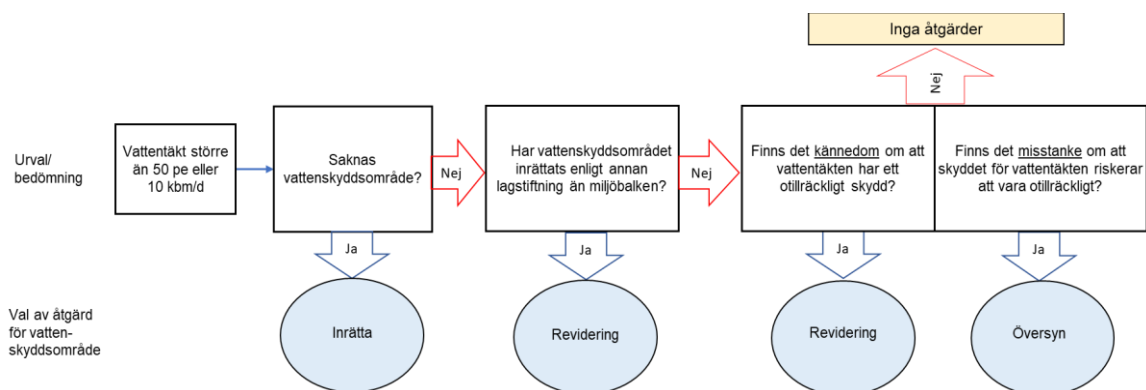 Inga åtgärder
Nej
Urval/
bedömning
Vattentäkt större
än 50 pe eller
10 kbm/d
Saknas
vattenskyddsområde?
Nej
Har vattenskyddsområdet
inrättats enligt annan
lagstiftning än miljöbalken?
Nej
Finns det kännedom om att
vattentäkten har ett
otillräckligt skydd?
Finns det misstanke om att
skyddet för vattentäkten riskerar
att vara otillräckligt?
Ja
Ja
Ja
Ja
Val av åtgärd
för vatten-
skyddsområde
Inrätta
Revidering
Revidering
Översyn